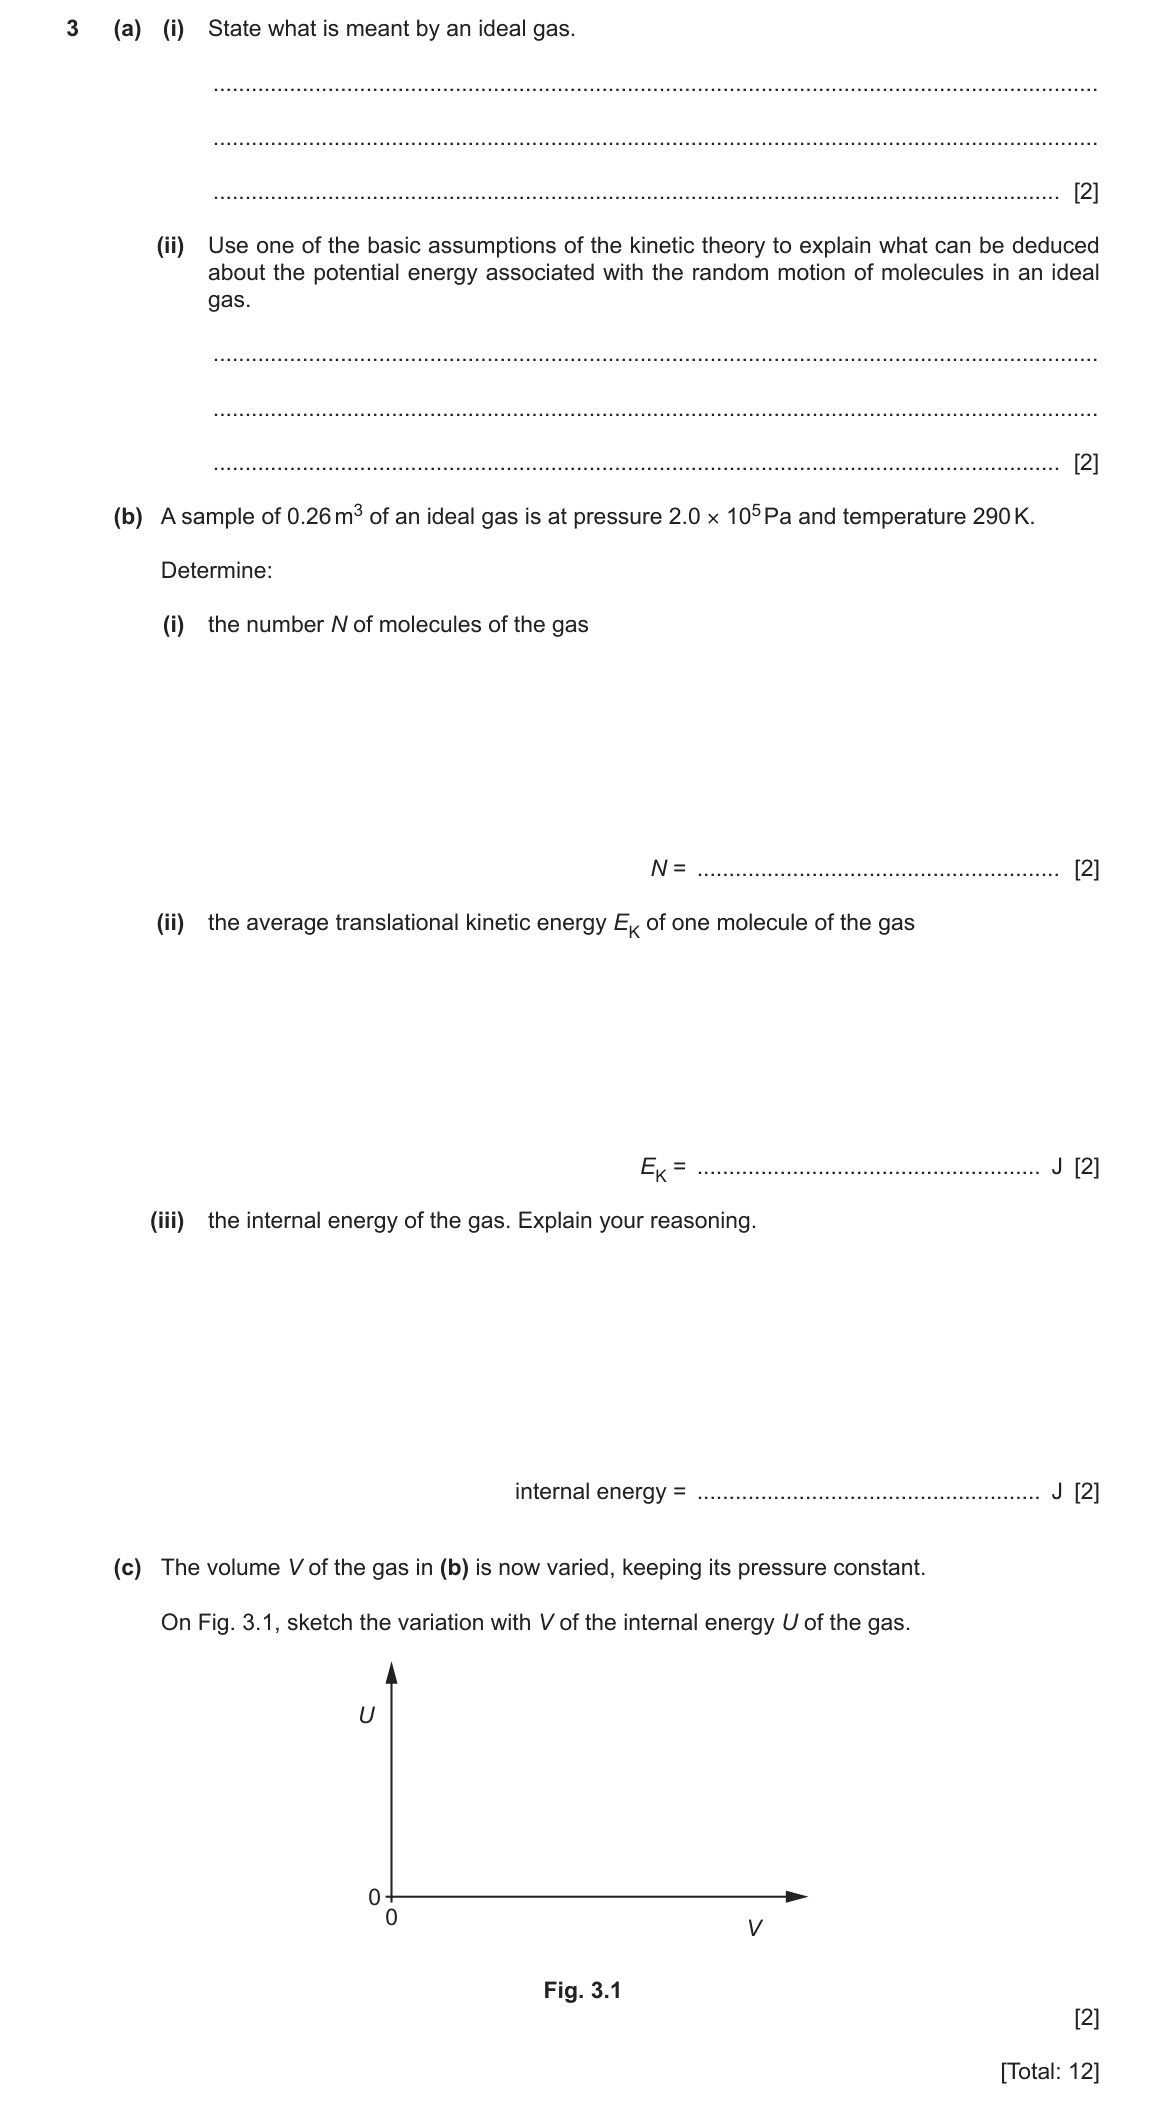 3 (a) (i) State what is meant by an ideal gas.
..........................................................................................................................................
..........................................................................................................................................
.................................................................................................................................... [2]
(ii) Use one of the basic assumptions of the kinetic theory to explain what can be deduced
about the potential energy associated with the random motion of molecules in an ideal
gas.
..........................................................................................................................................
..........................................................................................................................................
.................................................................................................................................... [2]
(b) A sample of 0.26 m³ of an ideal gas is at pressure 2.0 × 10⁵ Pa and temperature 290 K.
Determine:
(i) the number N of molecules of the gas
N = ......................................................... [2]
(ii) the average translational kinetic energy E_K of one molecule of the gas
E_K = ...................................................... J [2]
(iii) the internal energy of the gas. Explain your reasoning.
internal energy = ...................................................... J [2]
(c) The volume V of the gas in (b) is now varied, keeping its pressure constant.
On Fig. 3.1, sketch the variation with V of the internal energy U of the gas.
U
0
0
V
Fig. 3.1
[2]
[Total: 12]